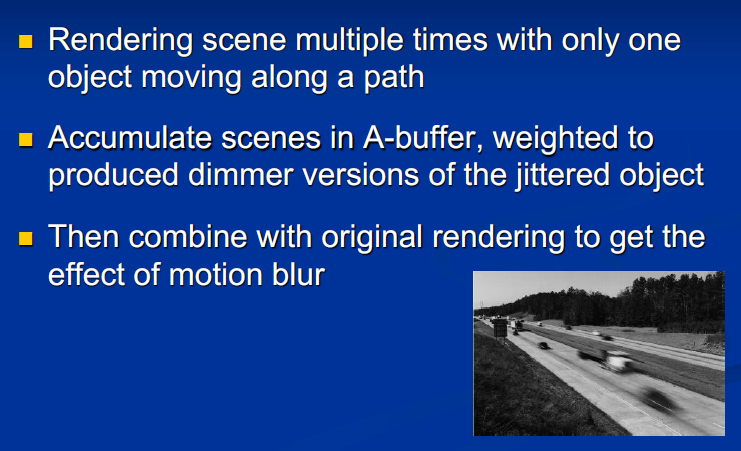 Rendering scene multiple times with only one
object moving along a path
Accumulate scenes in A-buffer, weighted to
produced dimmer versions of the jittered object
Then combine with original rendering to get the
effect of motion blur